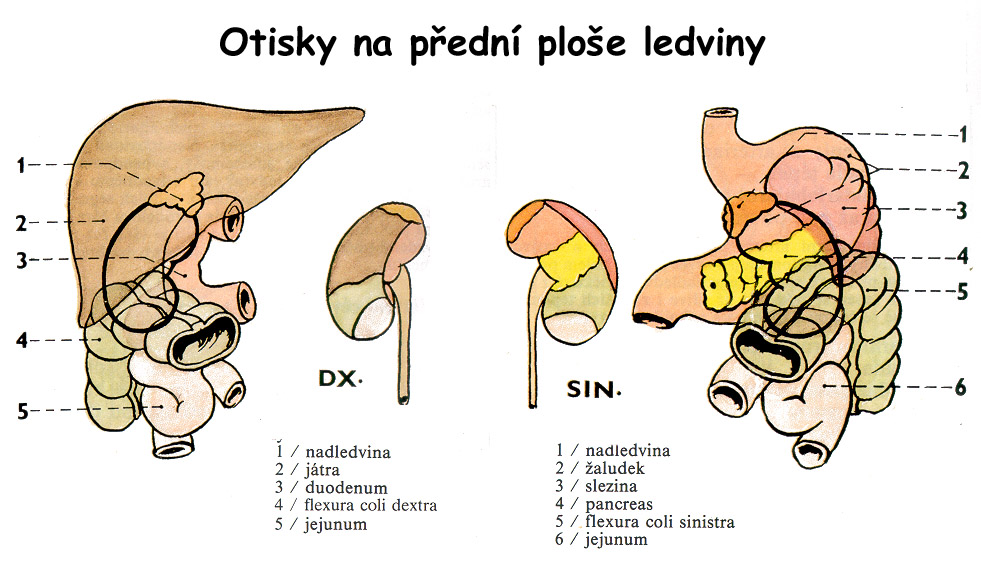 Otisky na přední ploše ledviny
1
2
3
4
5
DX.
1 / nadledvina
2 / játra
3 / duodenum
4 / flexura coli dextra
5 / jejunum
1
2
3
4
5
6
SIN.
1 / nadledvina
2 / žaludek
3 / slezina
4 / pancreas
5 / flexura coli sinistra
6 / jejunum